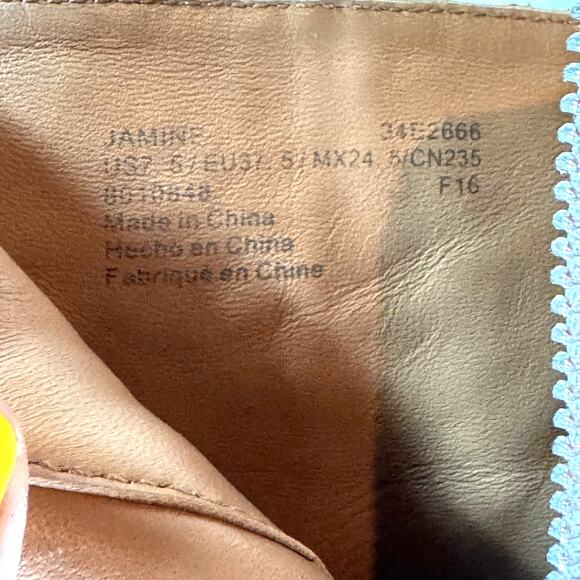 JAMINE 34E2666
US7.5/EU37.5/MX24.5/CN235
F16
Made in China
Hecho en China
Fabriqué en Chine